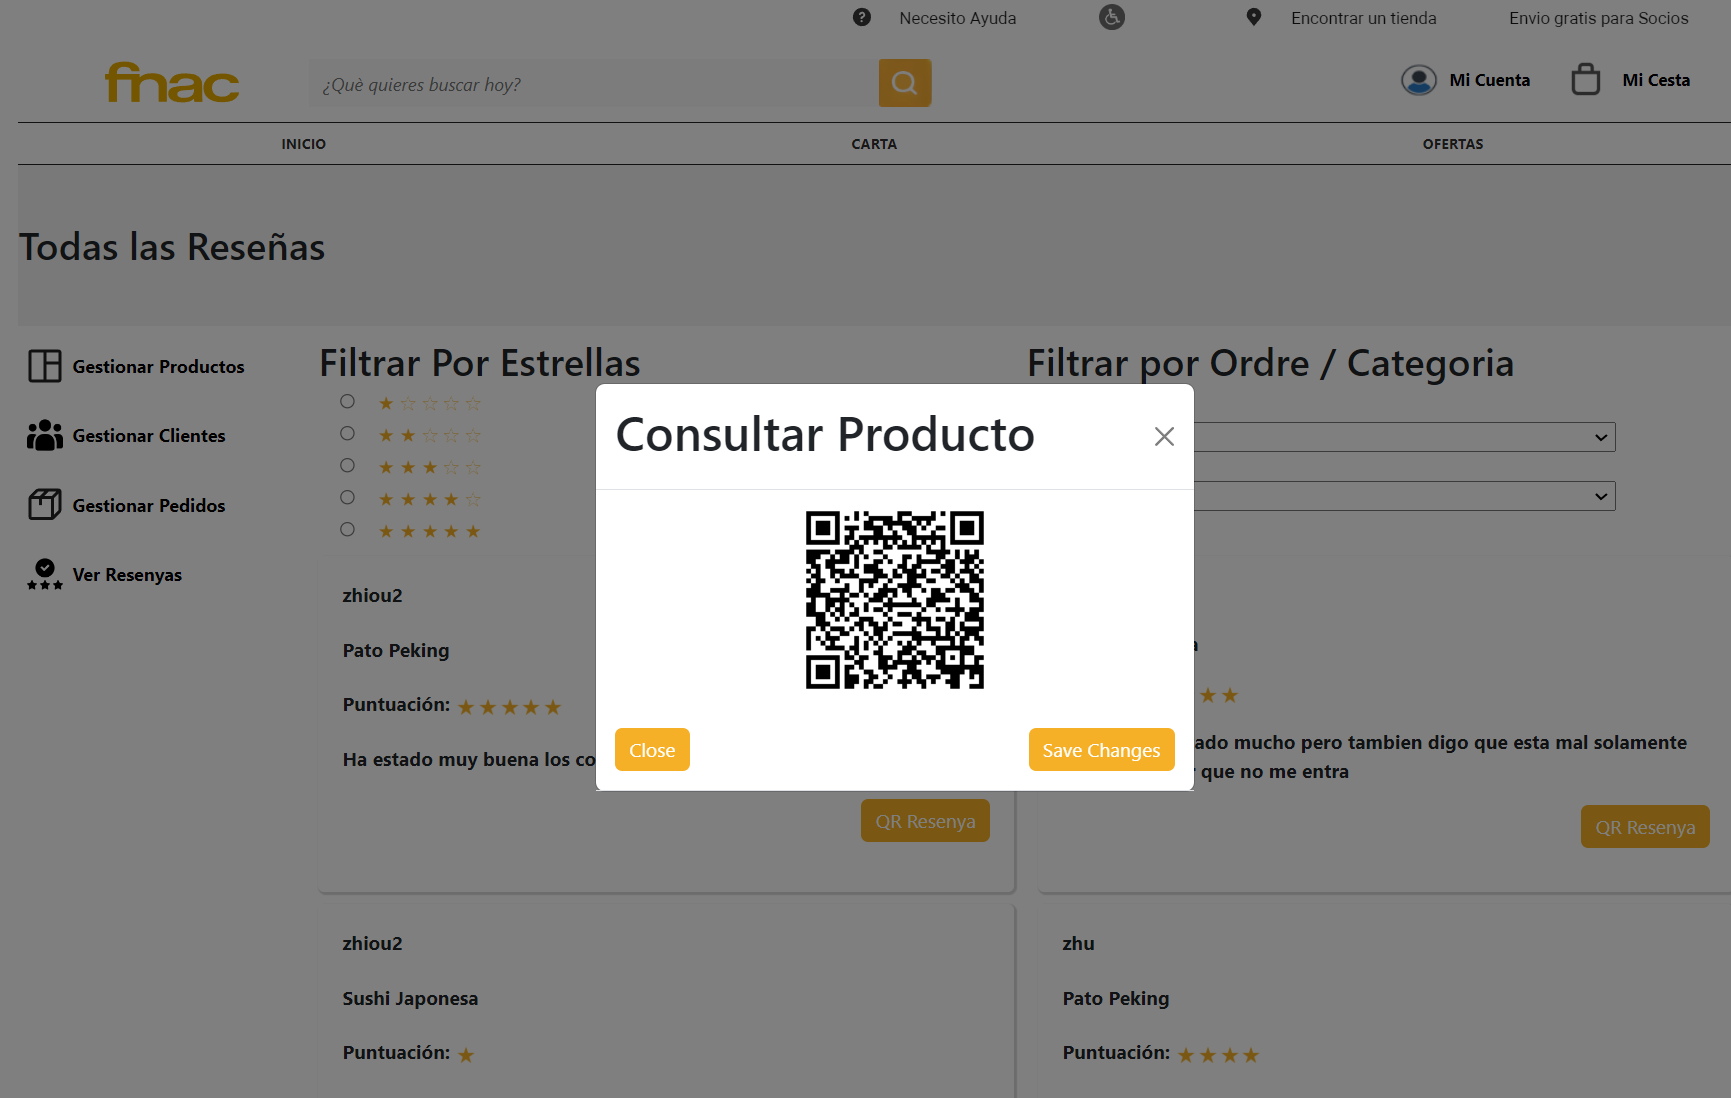 Necesito Ayuda
Encontrar un tienda
Envio gratis para Socios
fnac
¿Què quieres buscar hoy?
Mi Cuenta
Mi Cesta
INICIO
CARTA
OFERTAS
Todas las Reseñas
Gestionar Productos
Gestionar Clientes
Gestionar Pedidos
Ver Resenyas
Filtrar Por Estrellas
Filtrar por Ordre / Categoria
Consultar Producto
Close
Save Changes
zhiou2
Pato Peking
Puntuación:
Ha estado muy buena los
QR Resenya
mucho pero tambien digo que esta mal solamente
que no me entra
QR Resenya
zhiou2
Sushi Japonesa
Puntuación:
zhu
Pato Peking
Puntuación: